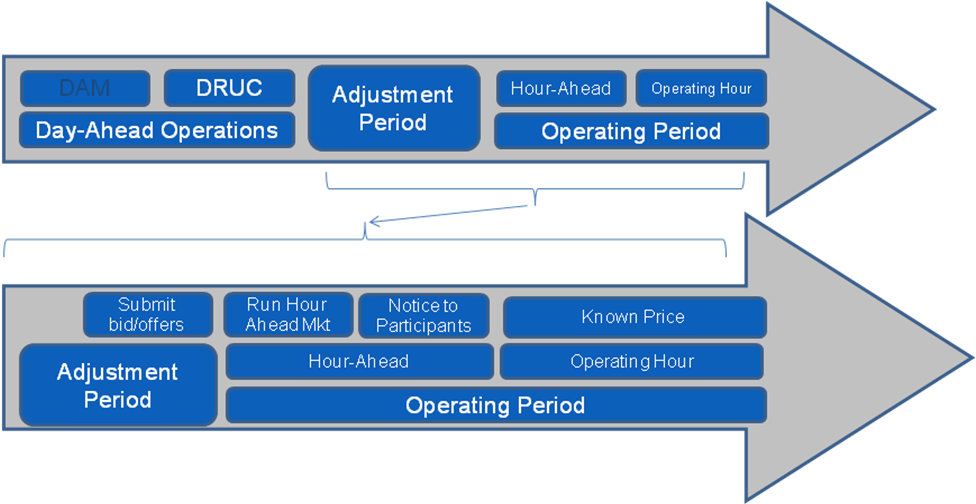 DAM
DRUC
Day-Ahead Operations
Adjustment
Period
Hour-Ahead
Operating Hour
Operating Period
Submit
bid/offers
Run Hour
Ahead Mkt
Notice to
Participants
Known Price
Adjustment
Period
Hour-Ahead
Operating Hour
Operating Period